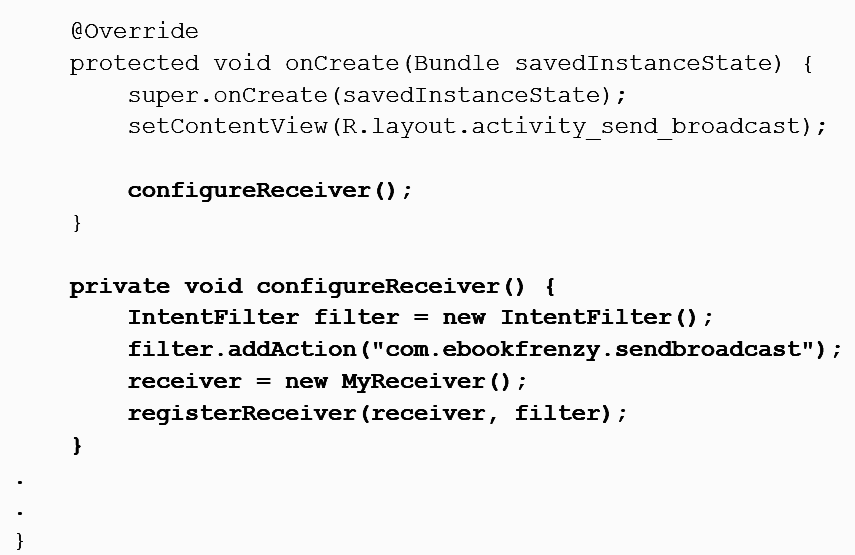 @Override
protected void onCreate(Bundle savedInstanceState) {
super.onCreate(savedInstanceState);
setContentView(R.layout.activity_send_broadcast);
configureReceiver();
}
private void configureReceiver() {
IntentFilter filter = new IntentFilter();
filter.addAction("com.ebookfrenzy.sendbroadcast");
receiver = new MyReceiver();
registerReceiver(receiver, filter);
}
.
.
}